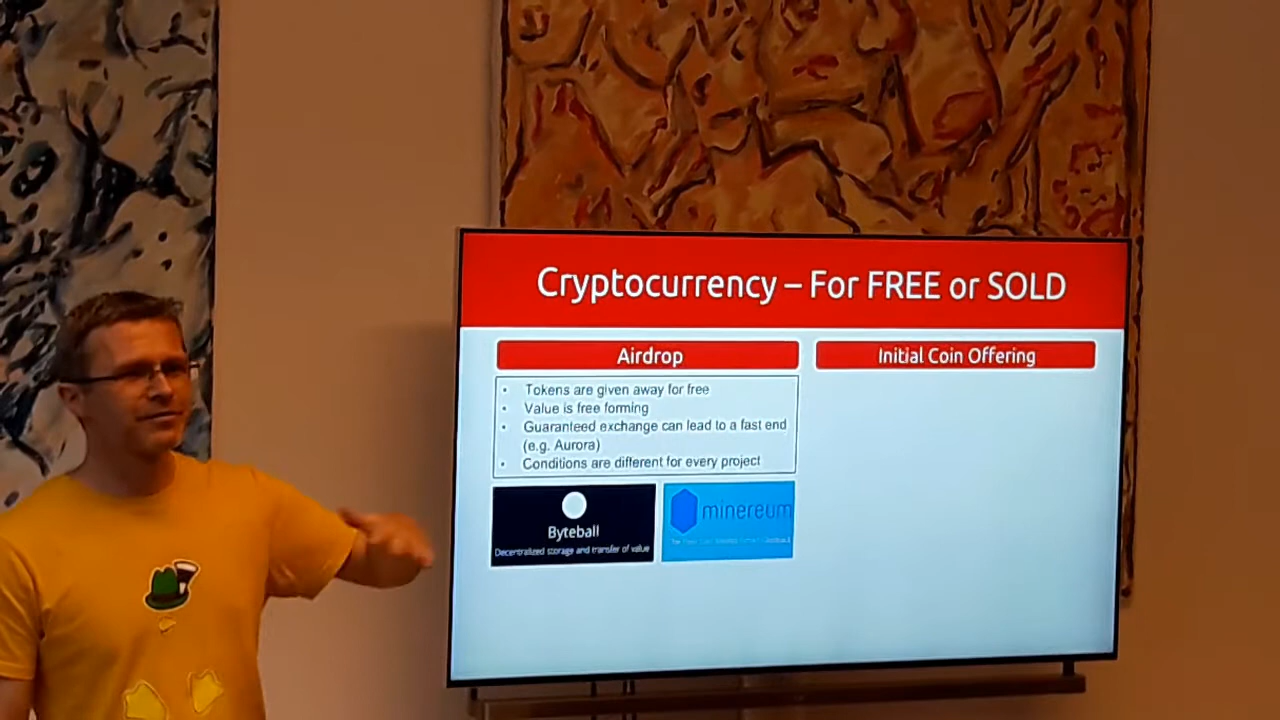 Cryptocurrency – For FREE or SOLD
Airdrop
Initial Coin Offering
• Tokens are given away for free
• Value is free forming
• Guaranteed exchange can lead to a fast end
(e.g. Aurora)
• Conditions are different for every project
Byteball
Decentralized storage and transfer of value
minereum